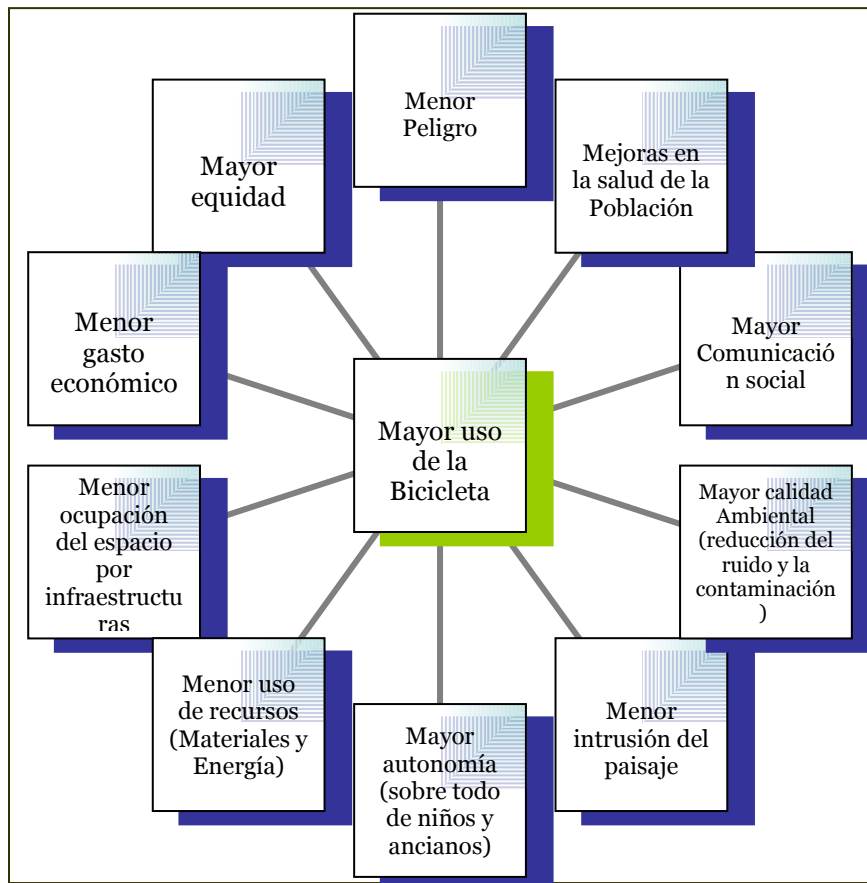 Menor
Peligro
Mejoras en
la salud de la
Población
Mayor
Comunicació
n social
Mayor calidad
Ambiental
(reducción del
ruido y la
contaminación
)
Menor
intrusión del
paisaje
Mayor
autonomía
(sobre todo
de niños y
ancianos)
Menor uso
de recursos
(Materiales y
Energía)
Menor
ocupación
del espacio
por
infraestructu
ras
Menor
gasto
económico
Mayor
equidad
Mayor uso
de la
Bicicleta